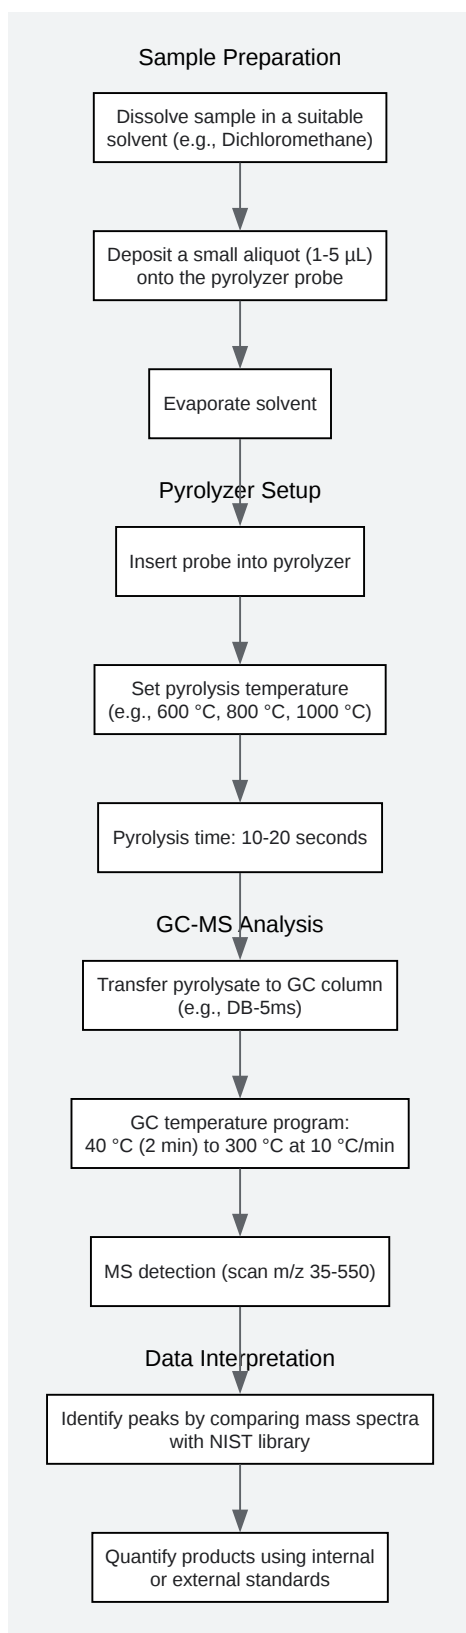 Sample Preparation
Dissolve sample in a suitable
solvent (e.g., Dichloromethane)
Deposit a small aliquot (1-5 µL)
onto the pyrolyzer probe
Evaporate solvent
Pyrolyzer Setup
Insert probe into pyrolyzer
Set pyrolysis temperature
(e.g., 600 °C, 800 °C, 1000 °C)
Pyrolysis time: 10-20 seconds
GC-MS Analysis
Transfer pyrolysate to GC column
(e.g., DB-5ms)
GC temperature program:
40 °C (2 min) to 300 °C at 10 °C/min
MS detection (scan m/z 35-550)
Data Interpretation
Identify peaks by comparing mass spectra
with NIST library
Quantify products using internal
or external standards